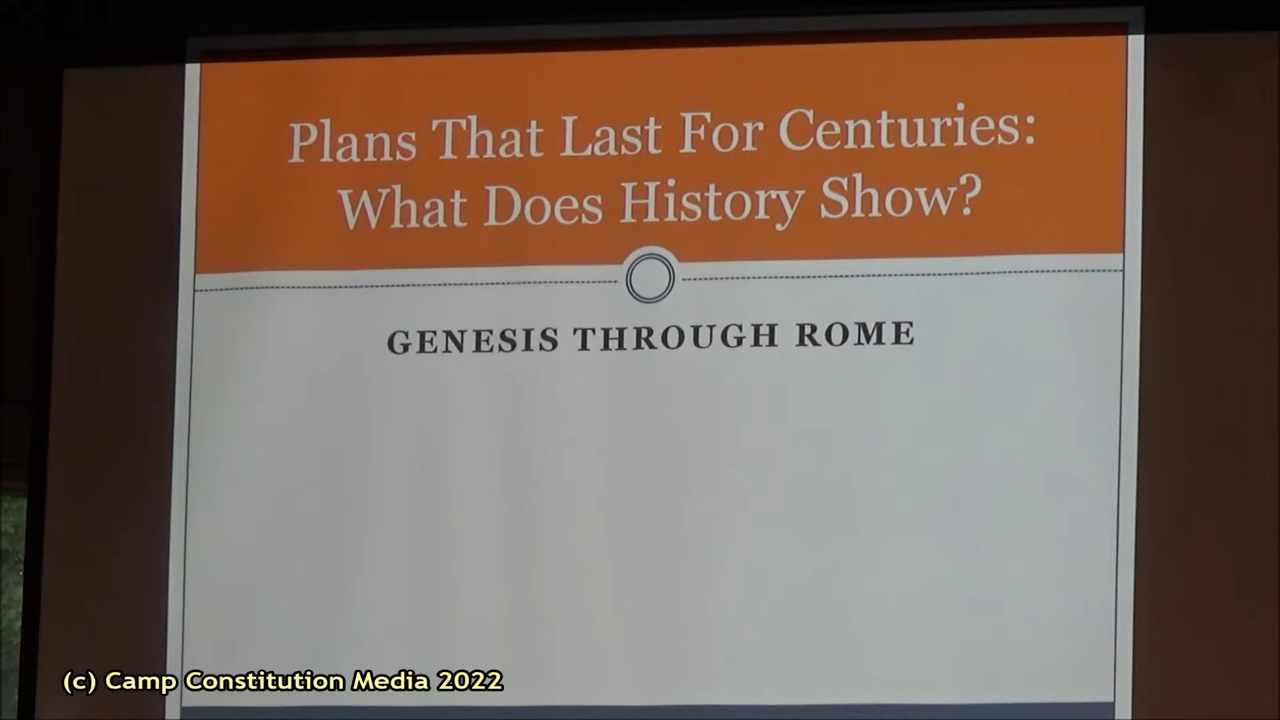 Plans That Last For Centuries:
What Does History Show?
GENESIS THROUGH ROME
(c) Camp Constitution Media 2022